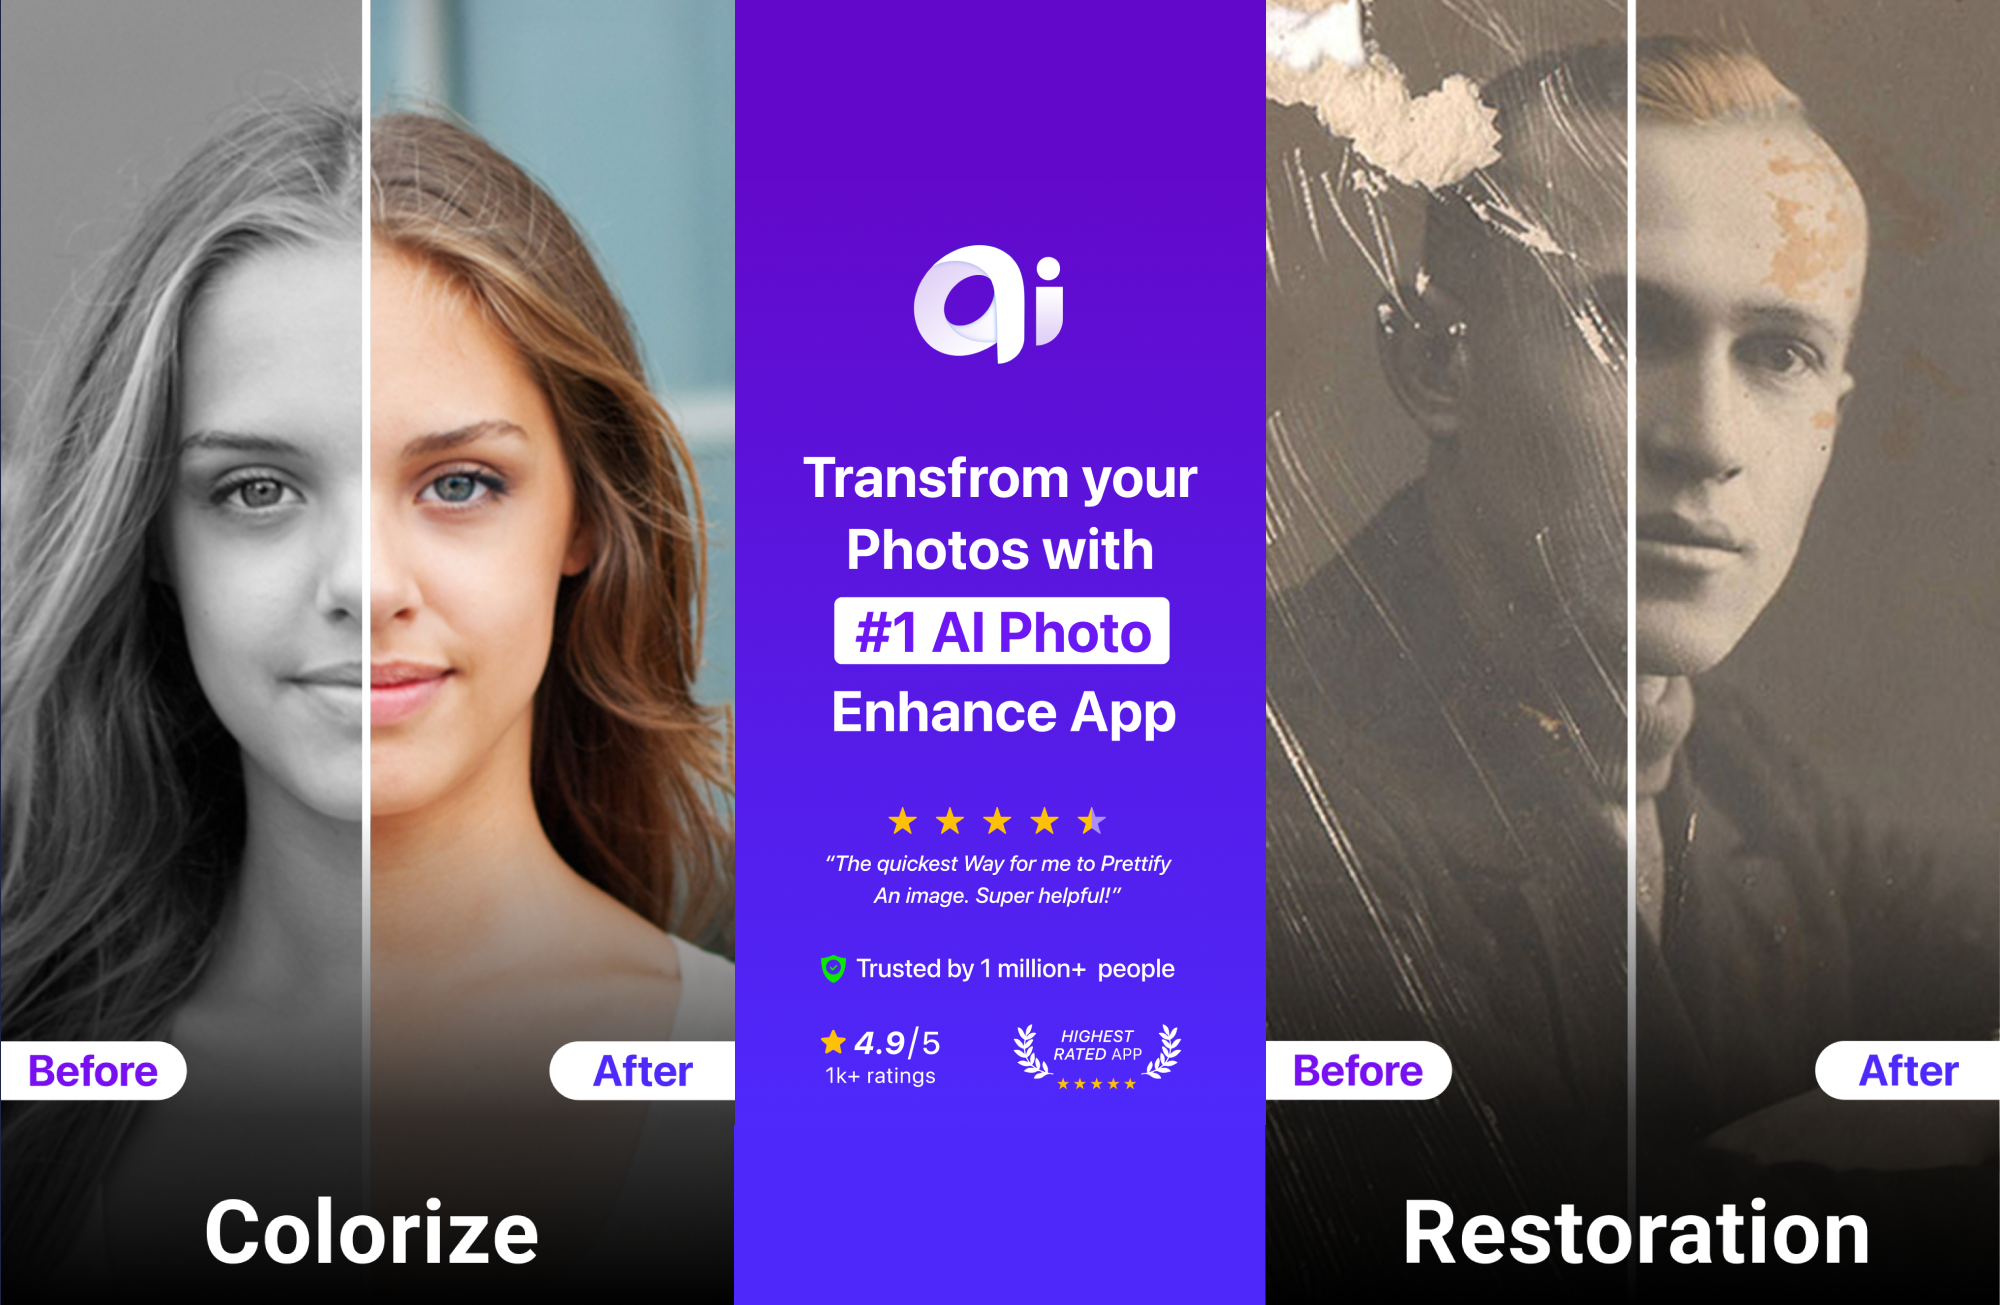 Before
After
Colorize
ai
Transfrom your
Photos with
#1 AI Photo
Enhance App
“The quickest Way for me to Prettify
An image. Super helpful!”
Trusted by 1 million+ people
4.9/5
1k+ ratings
HIGHEST
RATED APP
Before
After
Restoration